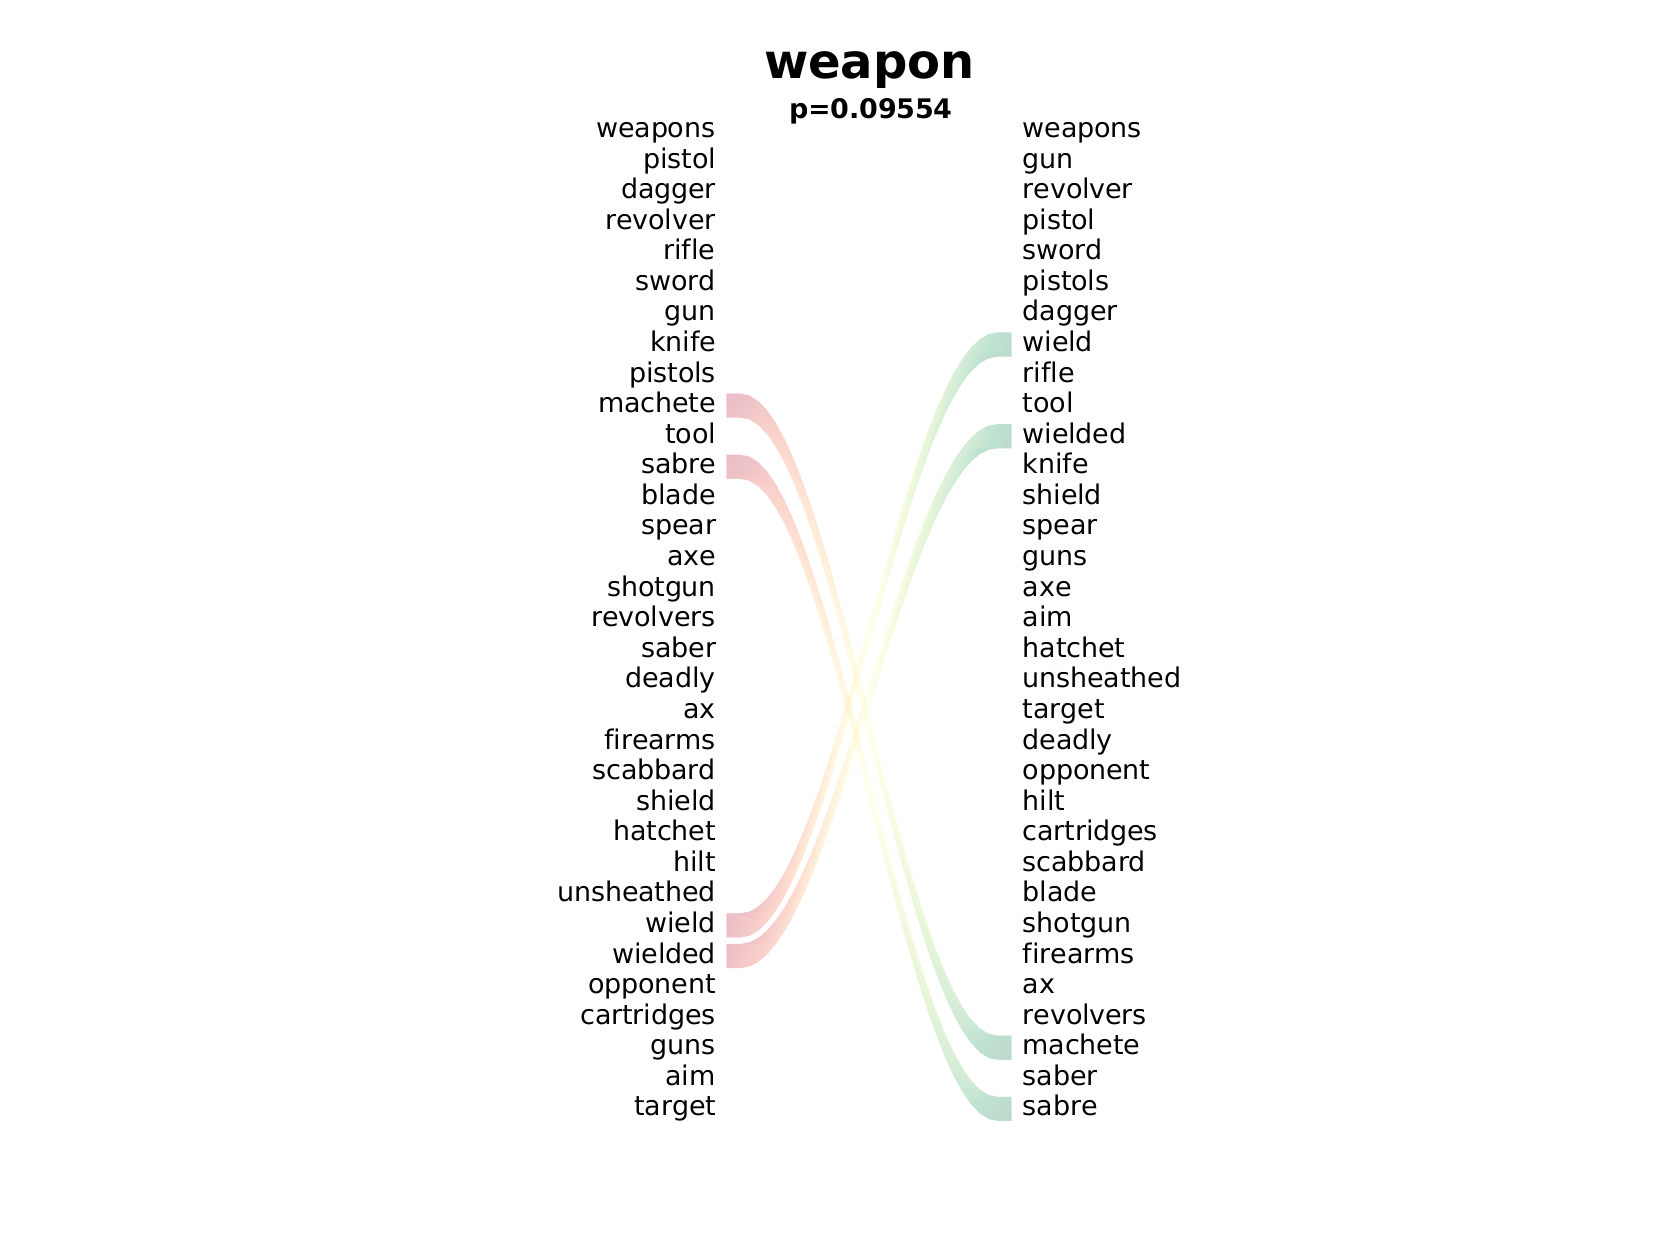 weapon
p=0.09554
weapons
pistol
dagger
revolver
rifle
sword
gun
knife
pistols
machete
tool
sabre
blade
spear
axe
shotgun
revolvers
saber
deadly
ax
firearms
scabbard
shield
hatchet
hilt
unsheathed
wield
wielded
opponent
cartridges
guns
aim
target
weapons
gun
revolver
pistol
sword
pistols
dagger
wield
rifle
tool
wielded
knife
shield
spear
guns
axe
aim
hatchet
unsheathed
target
deadly
opponent
hilt
cartridges
scabbard
blade
shotgun
firearms
ax
revolvers
machete
saber
sabre